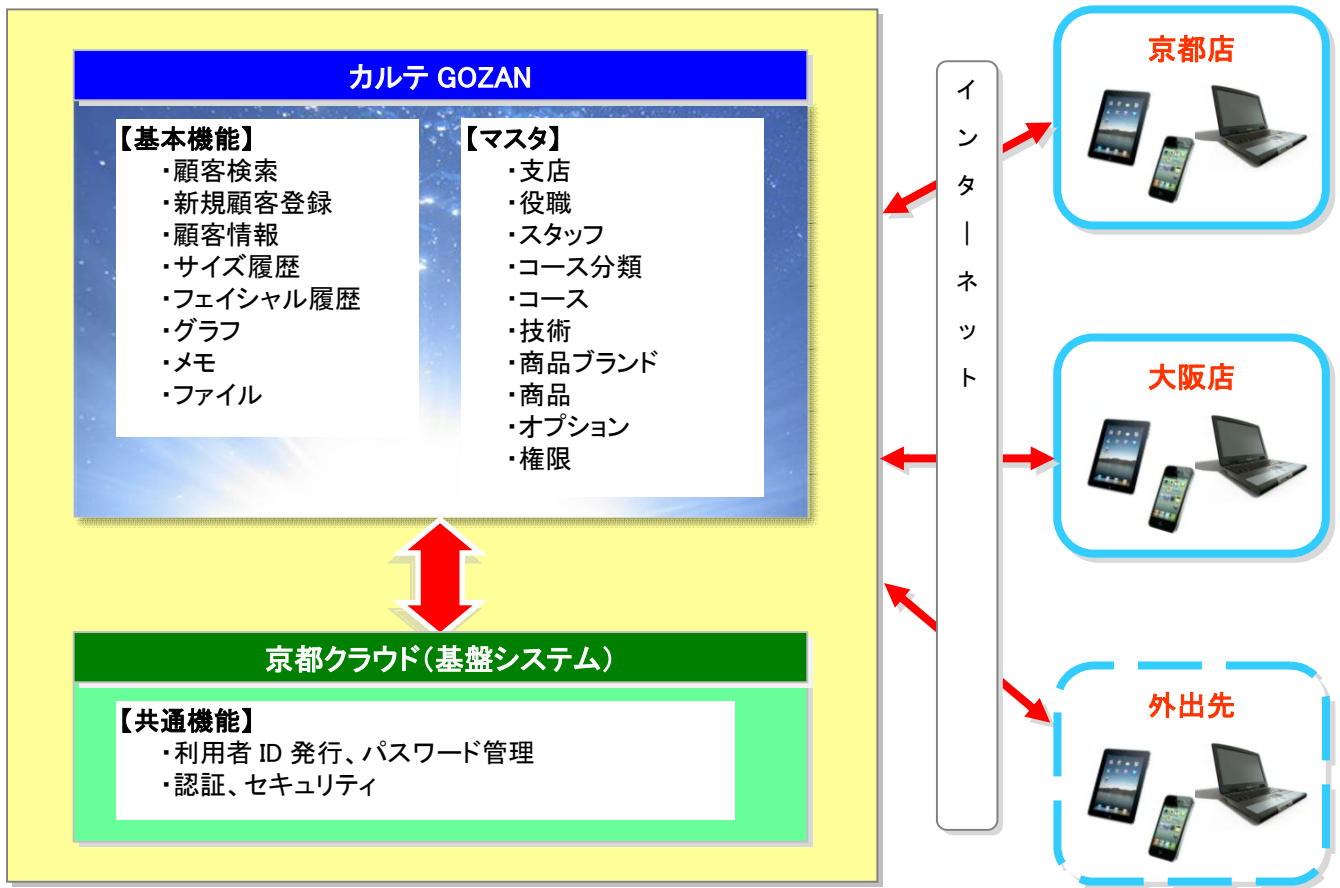 カルテ GOZAN
【基本機能】
・顧客検索
・新規顧客登録
・顧客情報
・サイズ履歴
・フェイシャル履歴
・グラフ
・メモ
・ファイル
【マスタ】
・支店
・役職
・スタッフ
・コース分類
・コース
・技術
・商品ブランド
・商品
・オプション
・権限
京都クラウド（基盤システム）
【共通機能】
・利用者 ID 発行、パスワード管理
・認証、セキュリティ
インターネット
京都店
大阪店
外出先